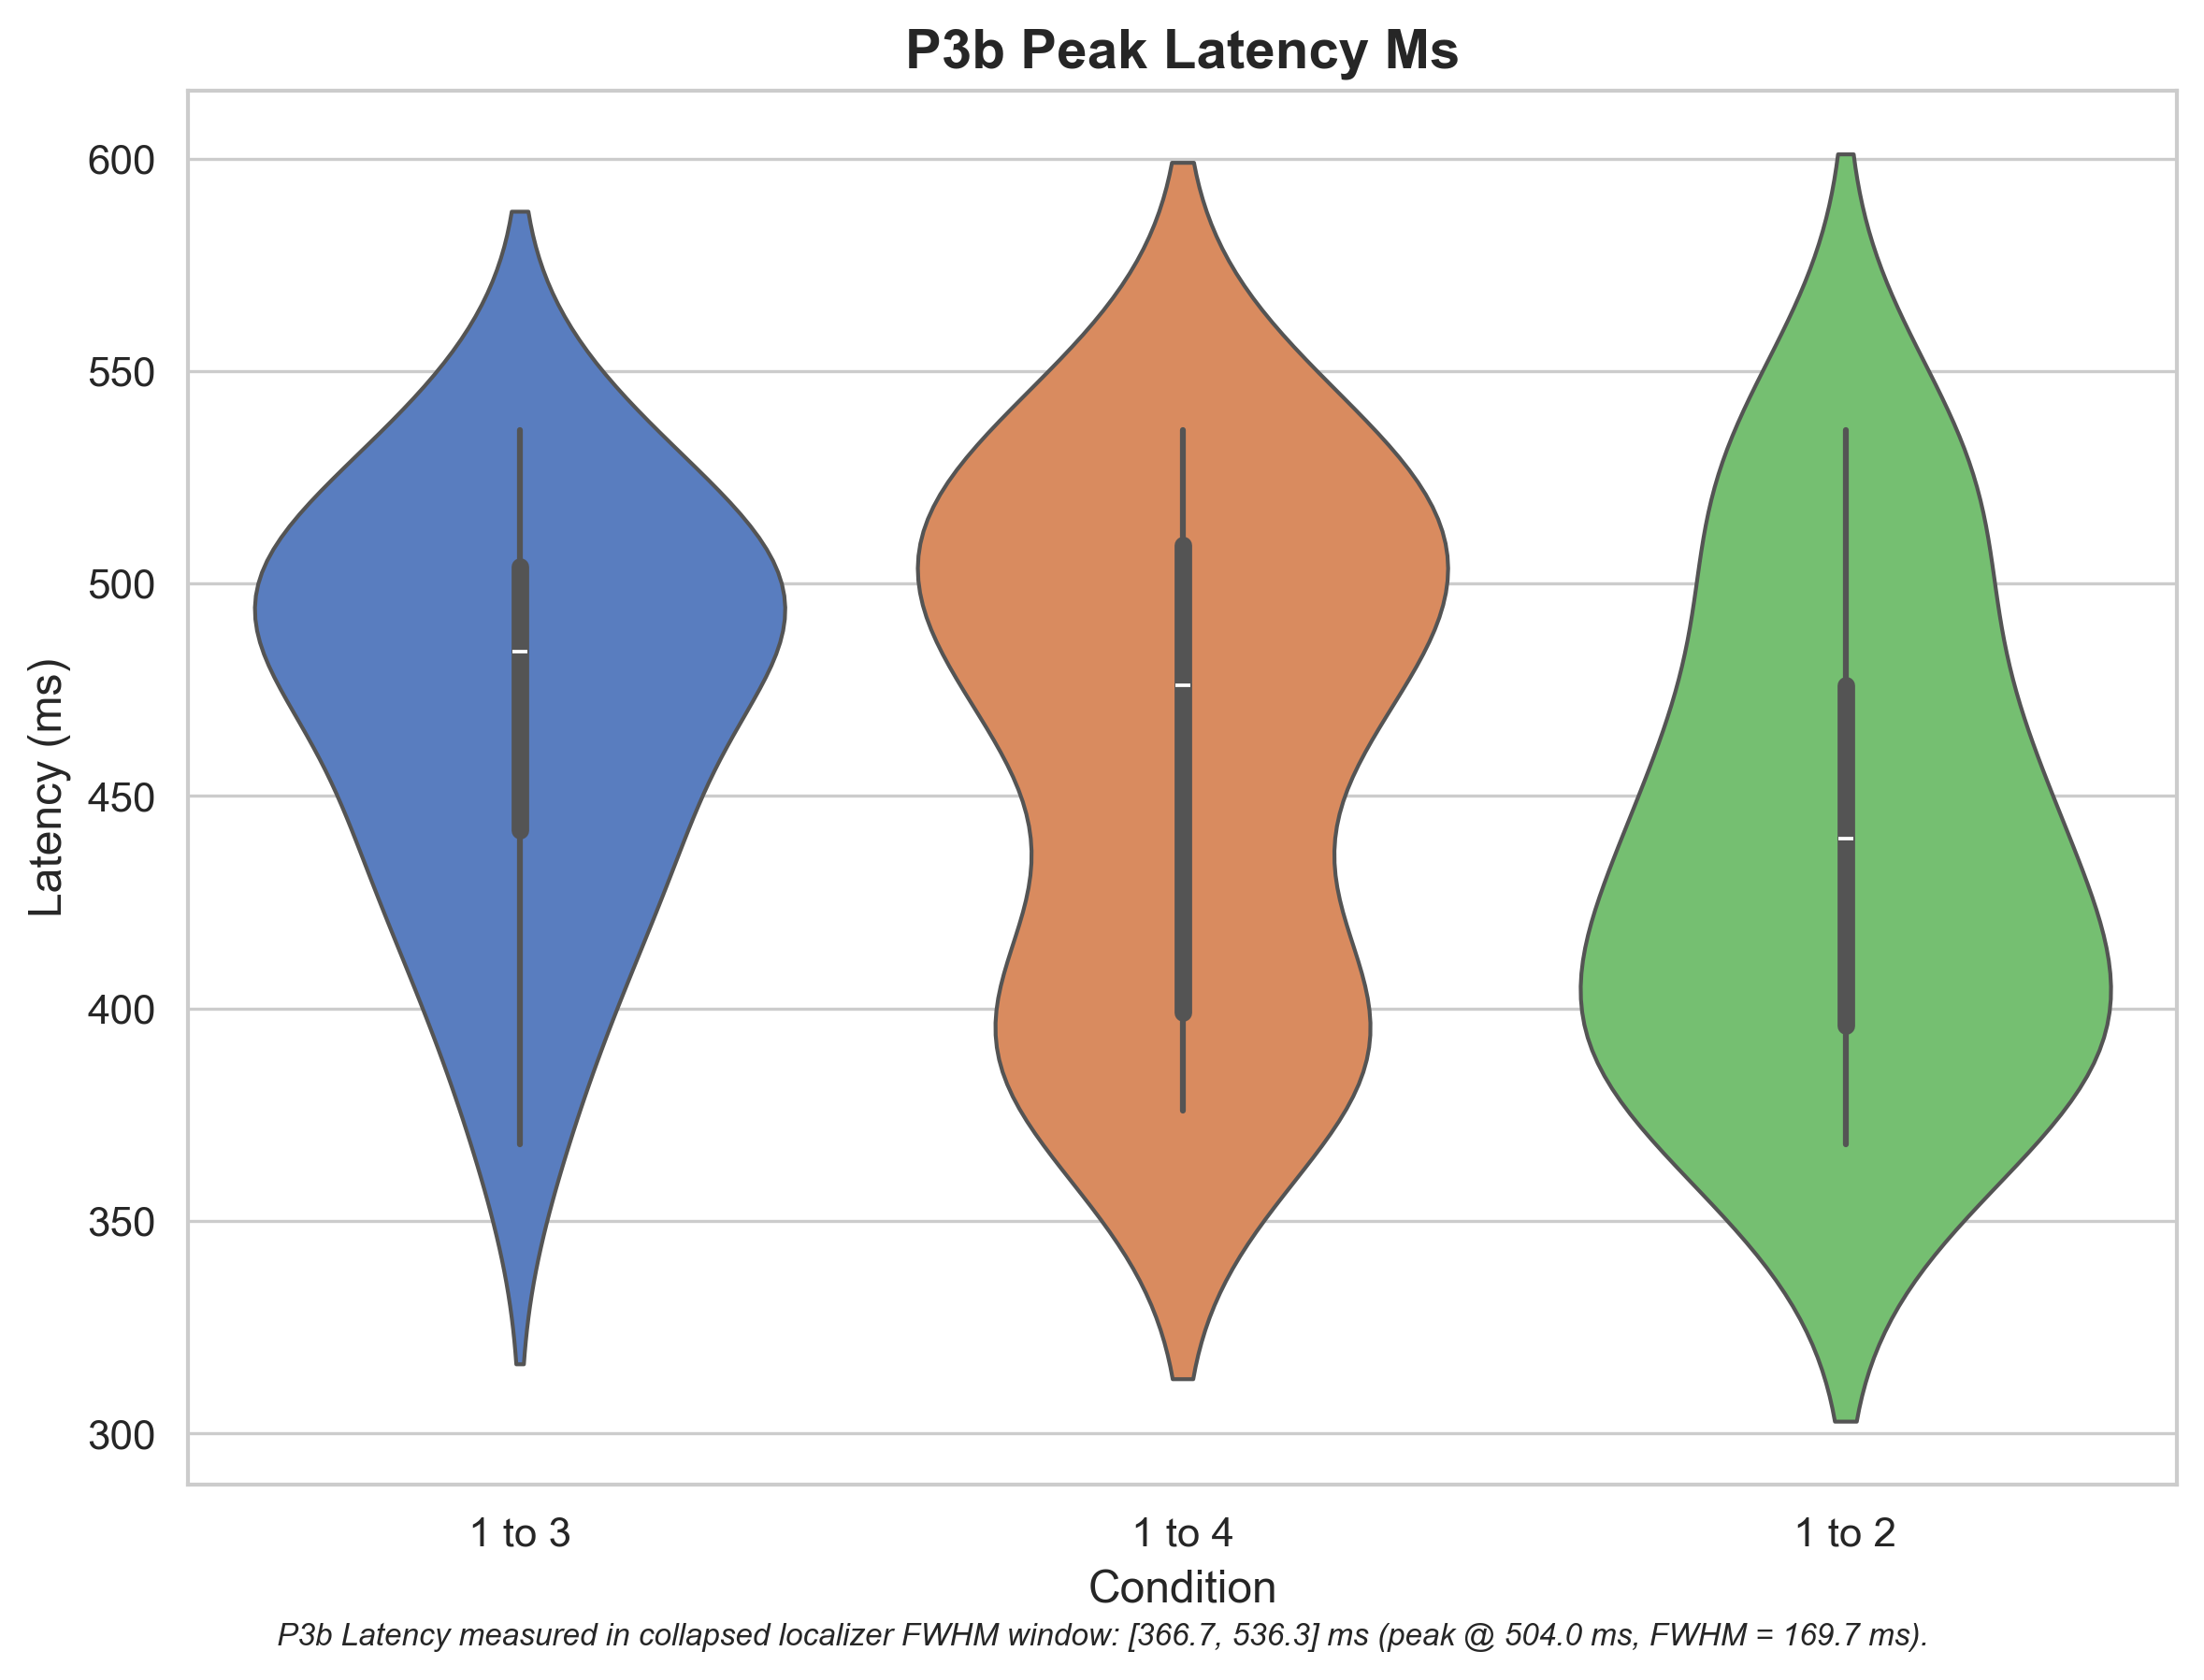 P3b Peak Latency Ms
Latency (ms)
600
550
500
450
400
350
300
1 to 3
1 to 4
1 to 2
Condition
P3b Latency measured in collapsed localizer FWHM window: [366.7, 536.3] ms (peak @ 504.0 ms, FWHM = 169.7 ms).